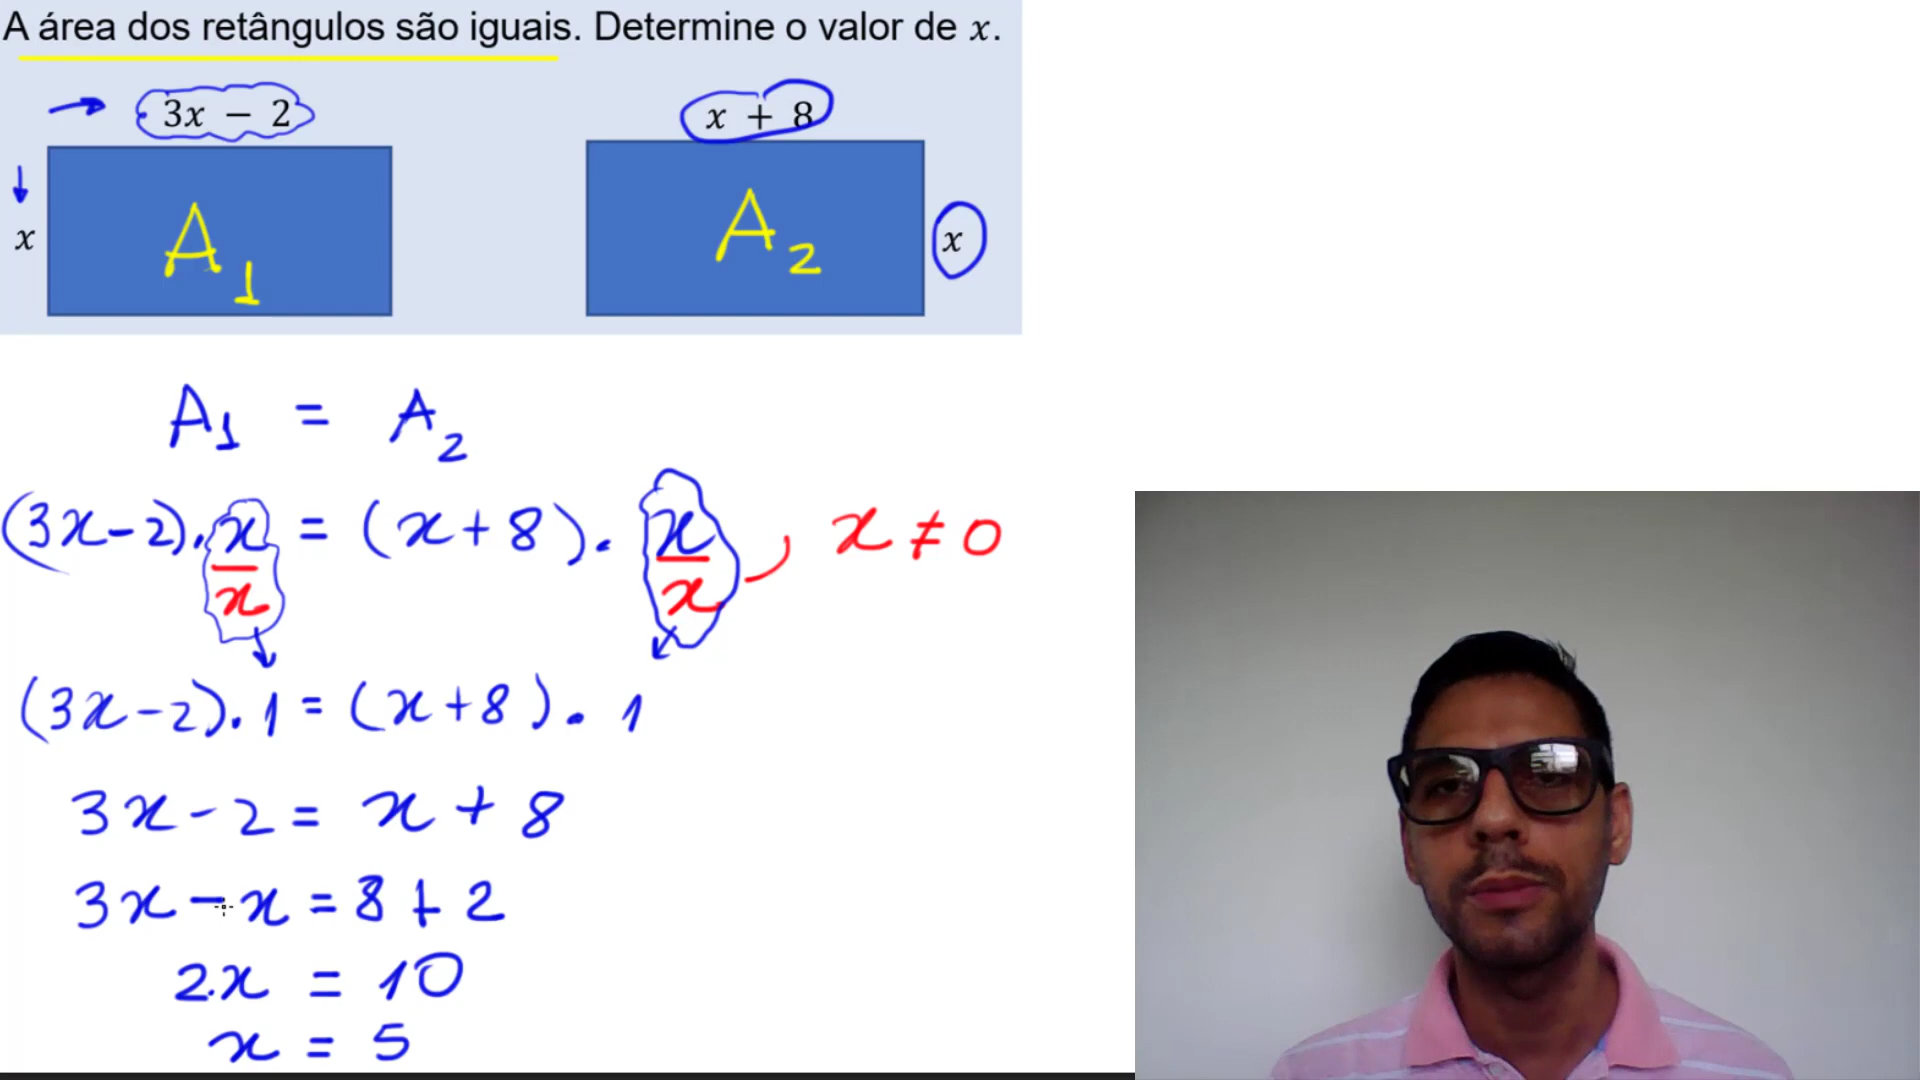 A área dos retângulos são iguais. Determine o valor de x.
3x − 2
x + 8
x
A1
A2
x
A1 = A2
(3x-2).x/x = (x+8).x/x x ≠ 0
(3x-2).1 = (x+8).1
3x-2 = x+8
3x-x = 8+2
2.x = 10
x = 5